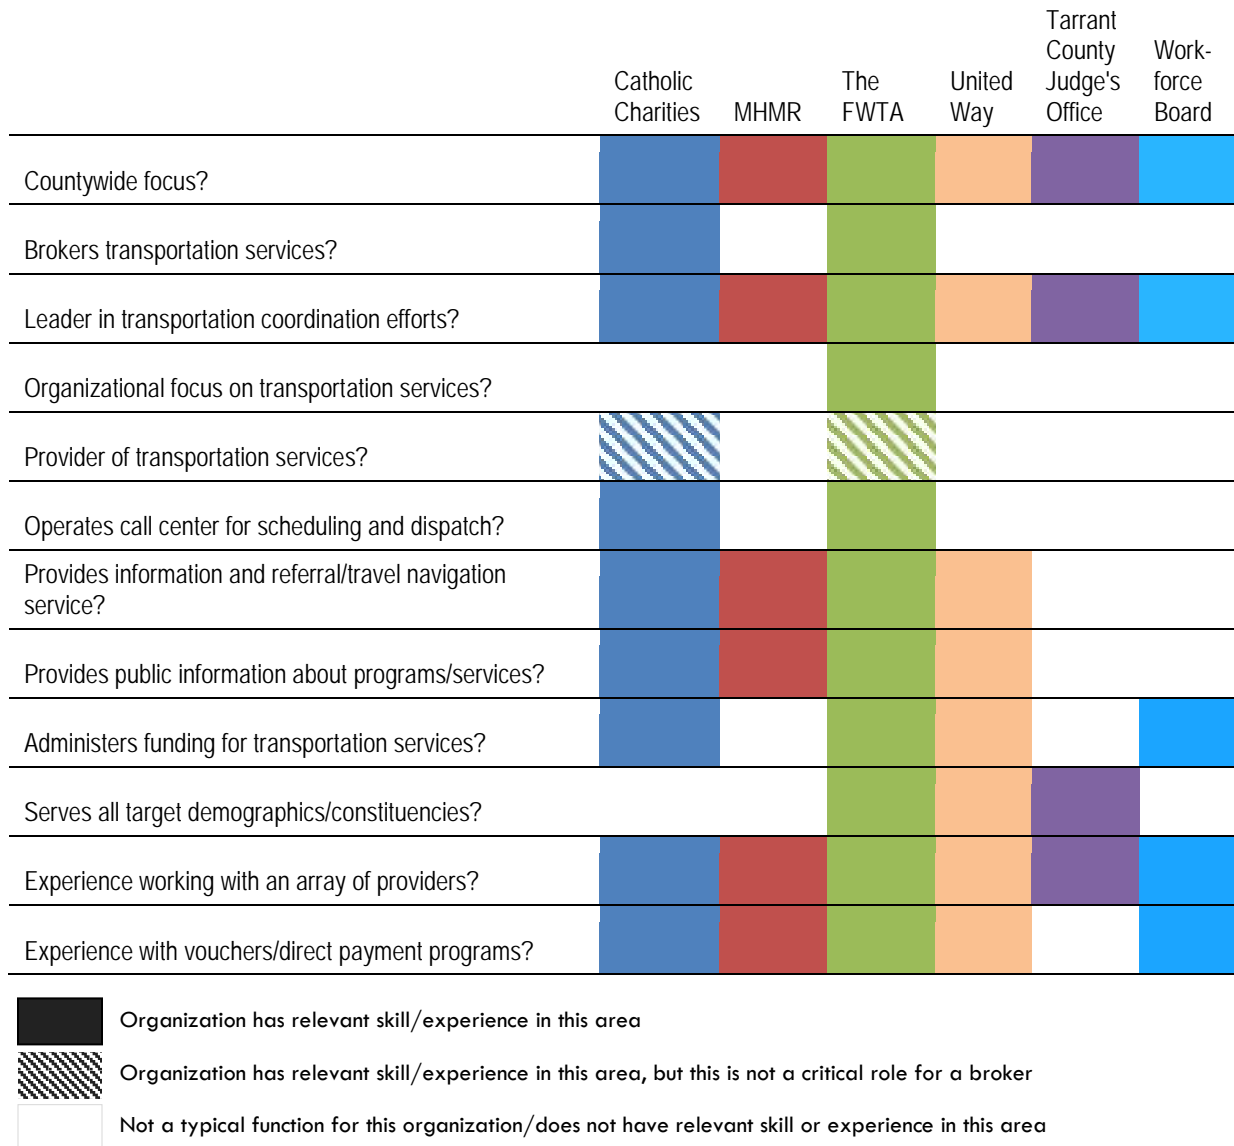 Catholic Charities
MHMR
The FWTA
United Way
Tarrant County Judge's Office
Work-force Board
Countywide focus?
Brokers transportation services?
Leader in transportation coordination efforts?
Organizational focus on transportation services?
Provider of transportation services?
Operates call center for scheduling and dispatch?
Provides information and referral/travel navigation
service?
Provides public information about programs/services?
Administers funding for transportation services?
Serves all target demographics/constituencies?
Experience working with an array of providers?
Experience with vouchers/direct payment programs?
Organization has relevant skill/experience in this area
Organization has relevant skill/experience in this area, but this is not a critical role for a broker
Not a typical function for this organization/does not have relevant skill or experience in this area